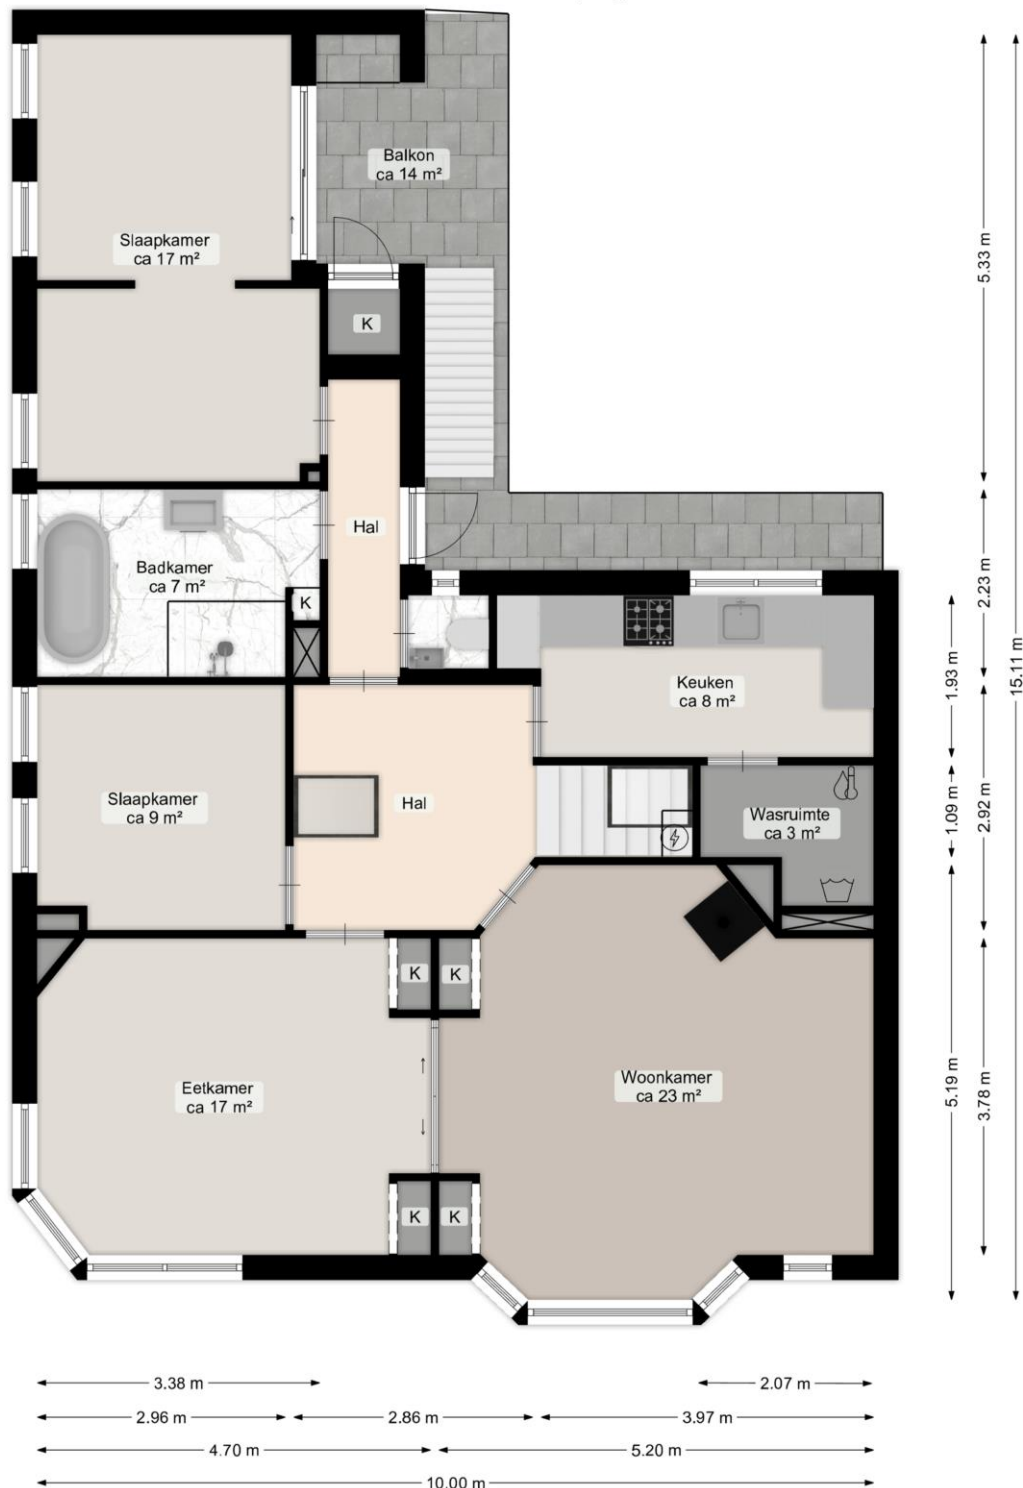 Balkon
ca 14 m²
Slaapkamer
ca 17 m²
K
Hal
Badkamer
ca 7 m²
K
Keuken
ca 8 m²
Slaapkamer
ca 9 m²
Hal
Wasruimte
ca 3 m²
K
K
Eetkamer
ca 17 m²
Woonkamer
ca 23 m²
K
K
5.33 m
2.23 m
15.11 m
1.93 m
1.09 m
2.92 m
5.19 m
3.78 m
3.38 m
2.07 m
2.96 m
2.86 m
3.97 m
4.70 m
5.20 m
10.00 m